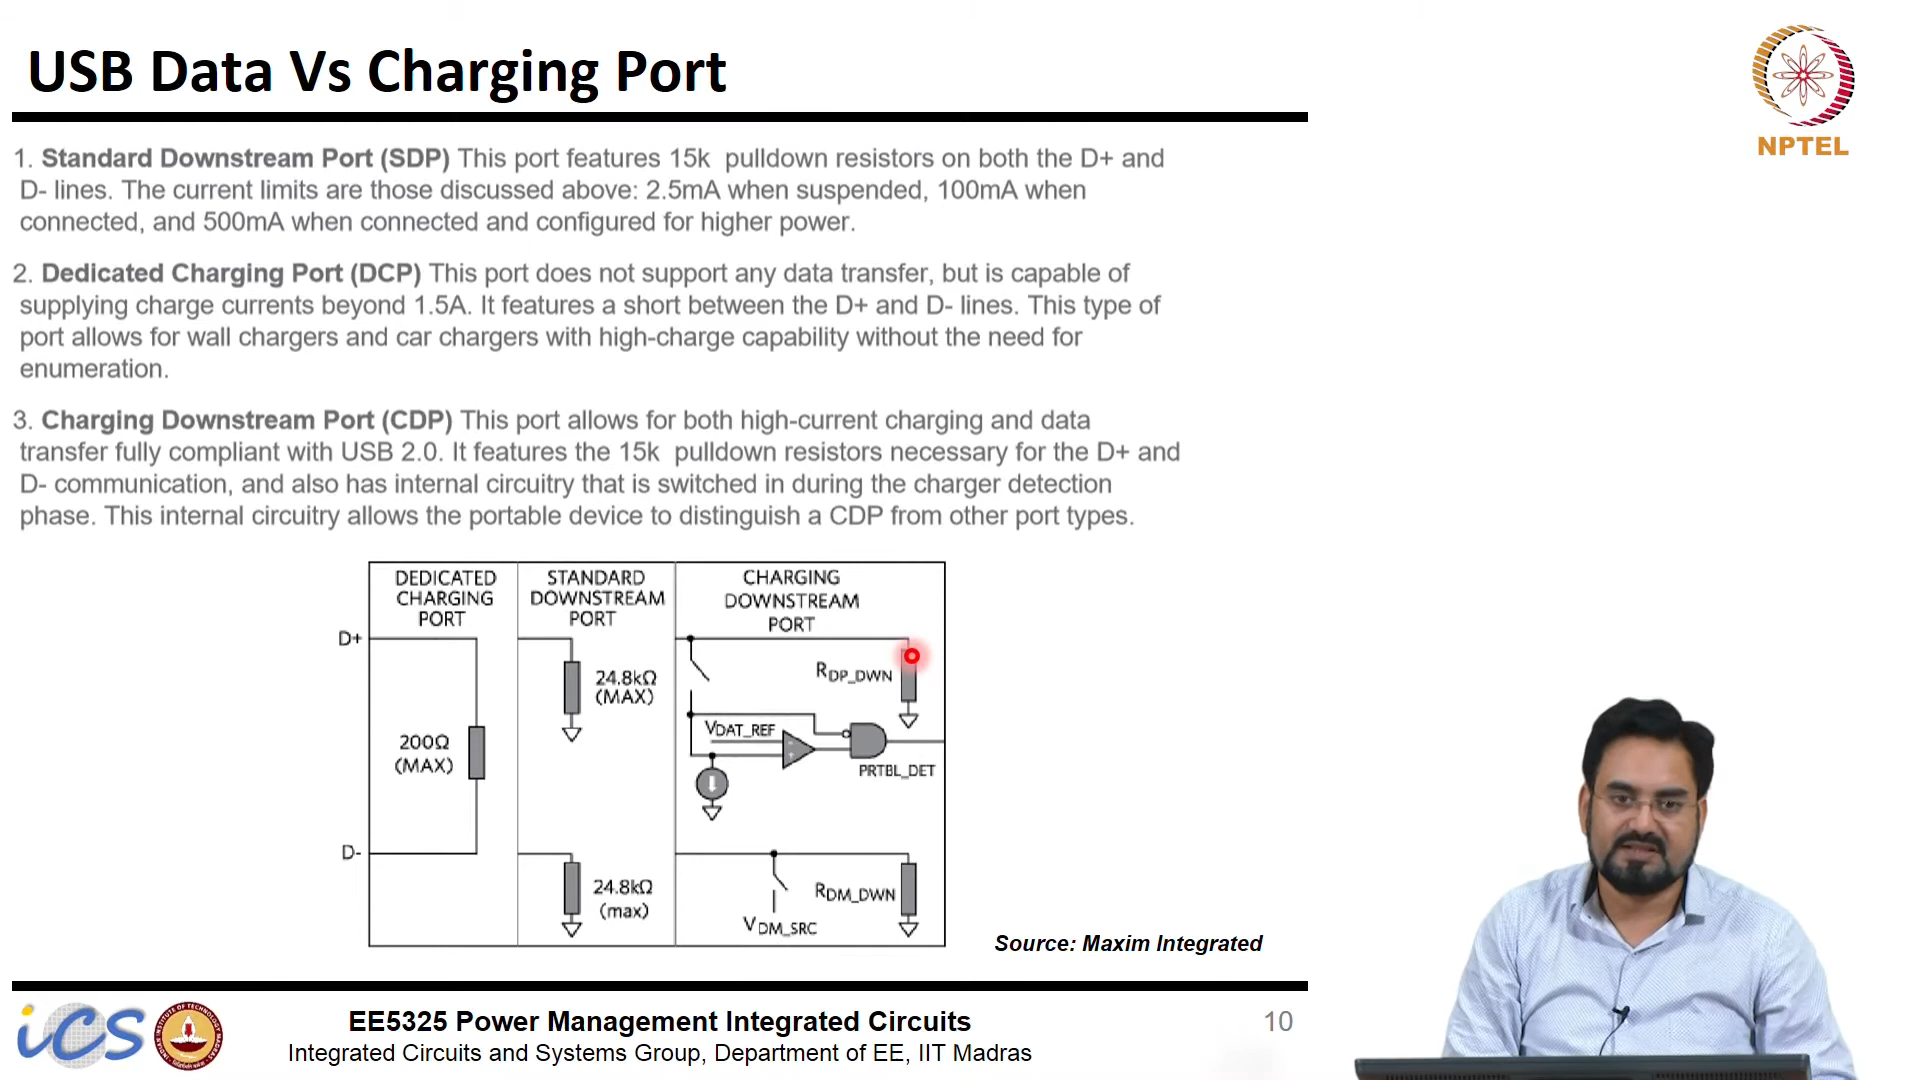 USB Data Vs Charging Port
NPTEL
1. Standard Downstream Port (SDP) This port features 15k pulldown resistors on both the D+ and
D- lines. The current limits are those discussed above: 2.5mA when suspended, 100mA when
connected, and 500mA when connected and configured for higher power.
2. Dedicated Charging Port (DCP) This port does not support any data transfer, but is capable of
supplying charge currents beyond 1.5A. It features a short between the D+ and D- lines. This type of
port allows for wall chargers and car chargers with high-charge capability without the need for
enumeration.
3. Charging Downstream Port (CDP) This port allows for both high-current charging and data
transfer fully compliant with USB 2.0. It features the 15k pulldown resistors necessary for the D+ and
D- communication, and also has internal circuitry that is switched in during the charger detection
phase. This internal circuitry allows the portable device to distinguish a CDP from other port types.
DEDICATED
CHARGING
PORT
STANDARD
DOWNSTREAM
PORT
CHARGING
DOWNSTREAM
PORT
D+
200Ω
(MAX)
D-
24.8kΩ
(MAX)
24.8kΩ
(max)
RDP_DWN
VDAT_REF
PRTBL_DET
RDM_DWN
VDM_SRC
Source: Maxim Integrated
iCS
EE5325 Power Management Integrated Circuits
Integrated Circuits and Systems Group, Department of EE, IIT Madras
10